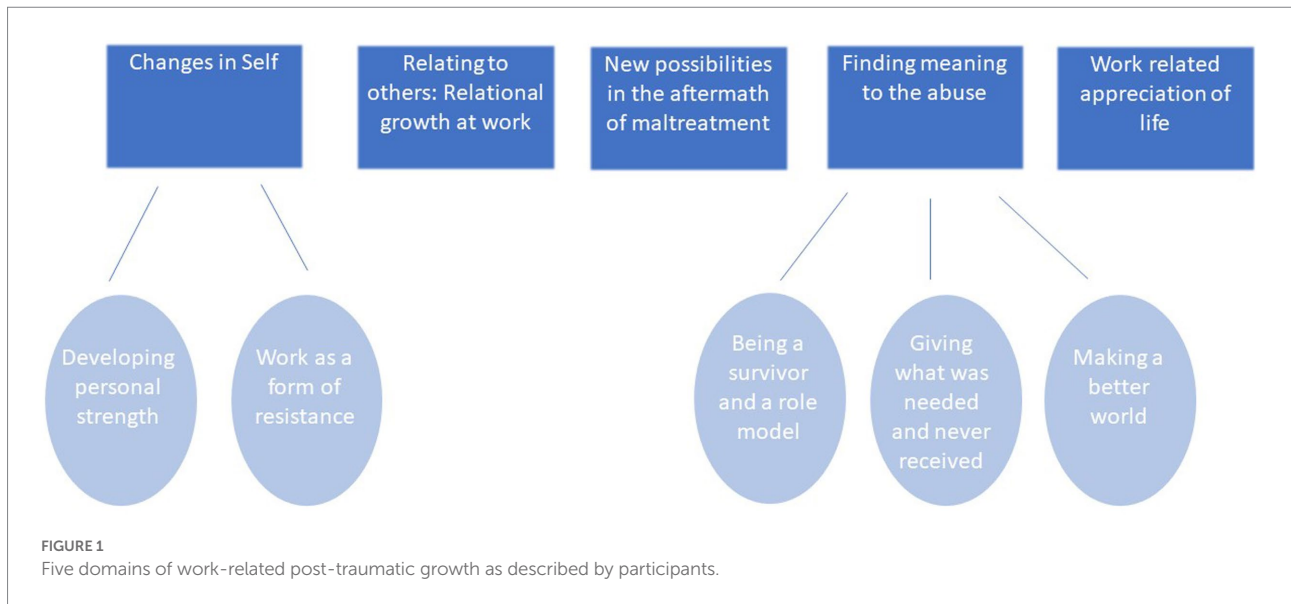 Changes in Self
Relating to
others: Relational
growth at work
New possibilities
in the aftermath
of maltreatment
Finding meaning
to the abuse
Work related
appreciation of
life
Developing
personal
strength
Work as a
form of
resistance
Being a
survivor
and a role
model
Giving
what was
needed
and never
received
Making a
better
world
FIGURE 1
Five domains of work-related post-traumatic growth as described by participants.